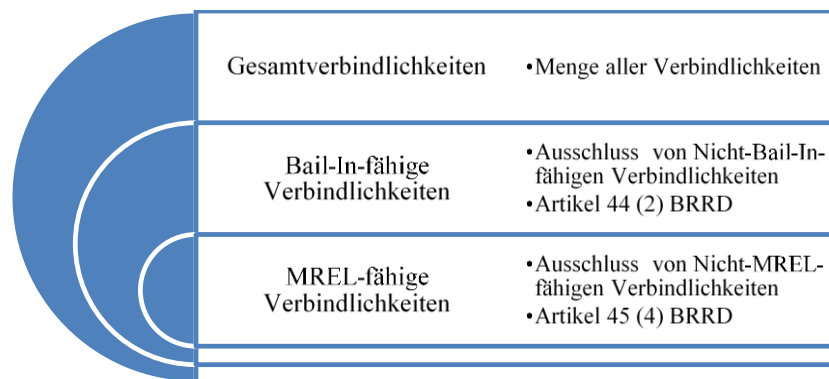 Gesamtverbindlichkeiten
•Menge aller Verbindlichkeiten
Bail-In-fähige
Verbindlichkeiten
•Ausschluss von Nicht-Bail-In-
fähigen Verbindlichkeiten
•Artikel 44 (2) BRRD
MREL-fähige
Verbindlichkeiten
•Ausschluss von Nicht-MREL-
fähigen Verbindlichkeiten
•Artikel 45 (4) BRRD